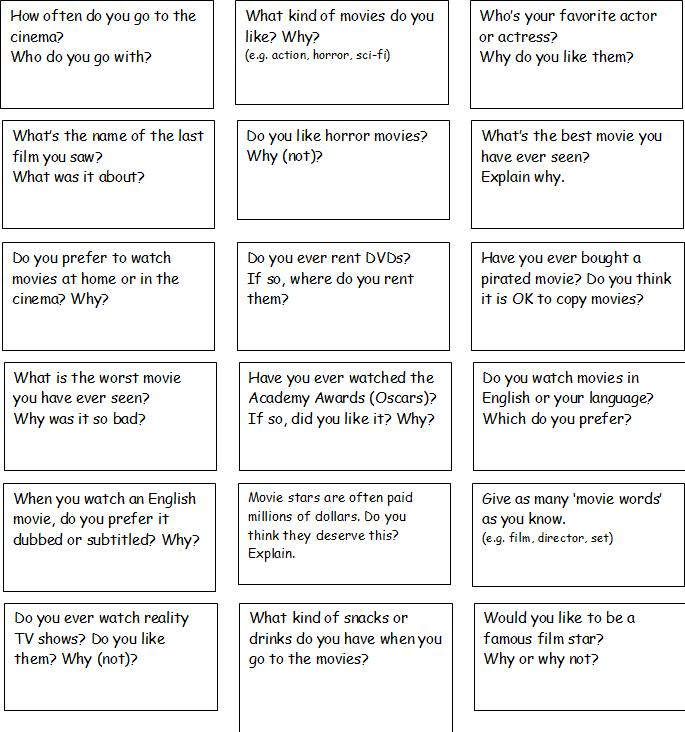 How often do you go to the
cinema?
Who do you go with?
What kind of movies do you
like? Why?
(e.g. action, horror, sci-fi)
Who's your favorite actor
or actress?
Why do you like them?
What's the name of the last
film you saw?
What was it about?
Do you like horror movies?
Why (not)?
What's the best movie you
have ever seen?
Explain why.
Do you prefer to watch
movies at home or in the
cinema? Why?
Do you ever rent DVDs?
If so, where do you rent
them?
Have you ever bought a
pirated movie? Do you think
it is OK to copy movies?
What is the worst movie
you have ever seen?
Why was it so bad?
Have you ever watched the
Academy Awards (Oscars)?
If so, did you like it? Why?
Do you watch movies in
English or your language?
Which do you prefer?
When you watch an English
movie, do you prefer it
dubbed or subtitled? Why?
Movie stars are often paid
millions of dollars. Do you
think they deserve this?
Explain.
Give as many 'movie words'
as you know.
(e.g. film, director, set)
Do you ever watch reality
TV shows? Do you like
them? Why (not)?
What kind of snacks or
drinks do you have when you
go to the movies?
Would you like to be a
famous film star?
Why or why not?